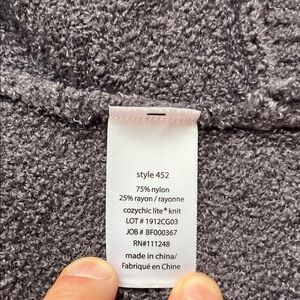 style 452
75% nylon
25% rayon / rayonne
cozychic lite® knit
LOT # 1912CG03
JOB # BF000367
RN#111248
made in china/
Fabriqué en Chine